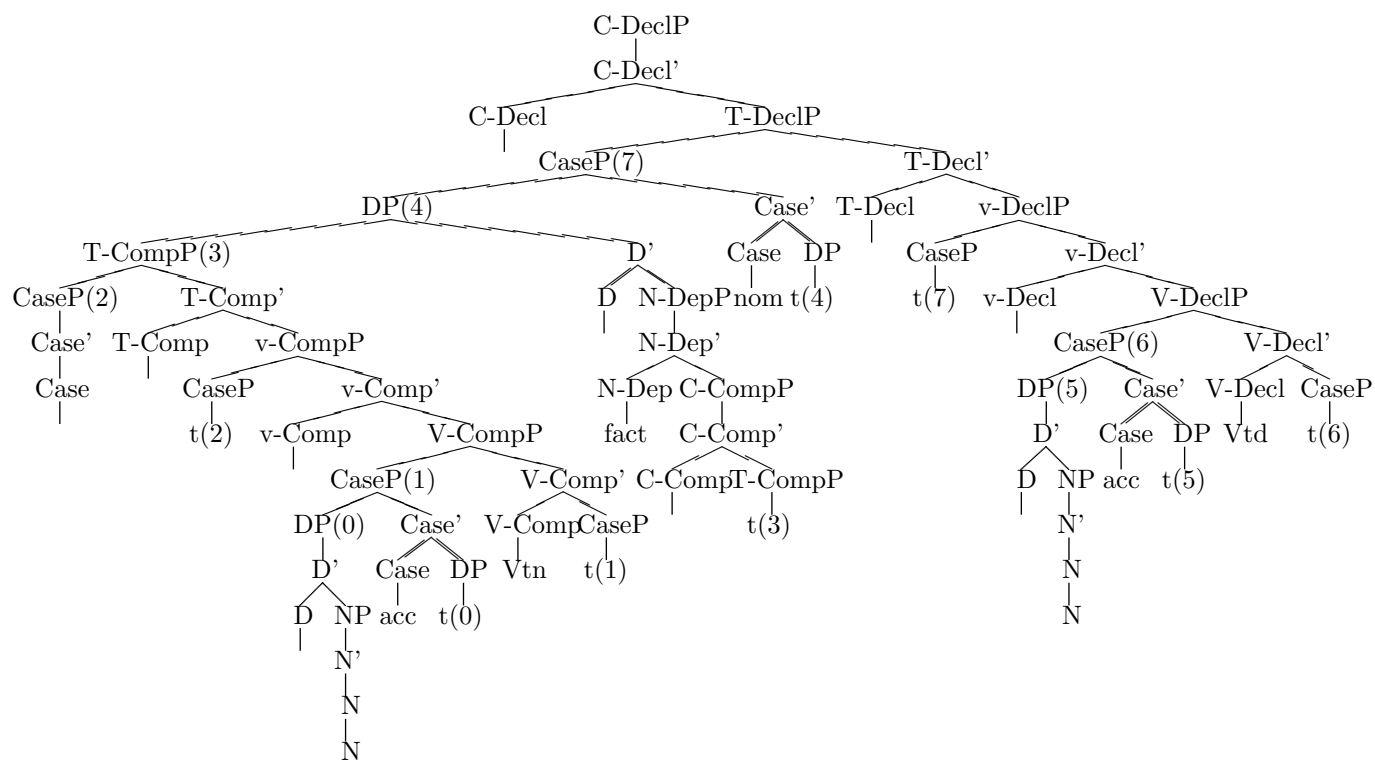 C-DeclP
C-Decl'
C-Decl T-DeclP
CaseP(7) T-Decl'
DP(4) Case' T-Decl v-DeclP
T-CompP(3) D' Case DP CaseP v-Decl'
CaseP(2) T-Comp' D N-DepP nom t(4) t(7) v-Decl V-DeclP
Case' T-Comp v-CompP N-Dep' CaseP(6) V-Decl'
Case CaseP v-Comp' N-Dep C-CompP DP(5) Case' V-Decl CaseP
t(2) v-Comp V-CompP fact C-Comp' D' Case DP Vtd t(6)
CaseP(1) V-Comp' C-Comp T-CompP D NP acc t(5)
DP(0) Case' V-Comp CaseP t(3) N'
D' Case DP Vtn t(1) N
D NP acc t(0) N
N'
N
N